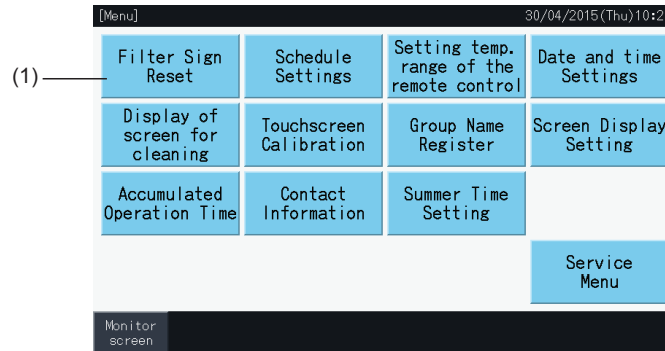 [Menu] 30/04/2015(Thu)10:2
(1)
Filter Sign
Reset
Schedule
Settings
Setting temp.
range of the
remote control
Date and time
Settings
Display of
screen for
cleaning
Touchscreen
Calibration
Group Name
Register
Screen Display
Setting
Accumulated
Operation Time
Contact
Information
Summer Time
Setting
Service
Menu
Monitor
screen